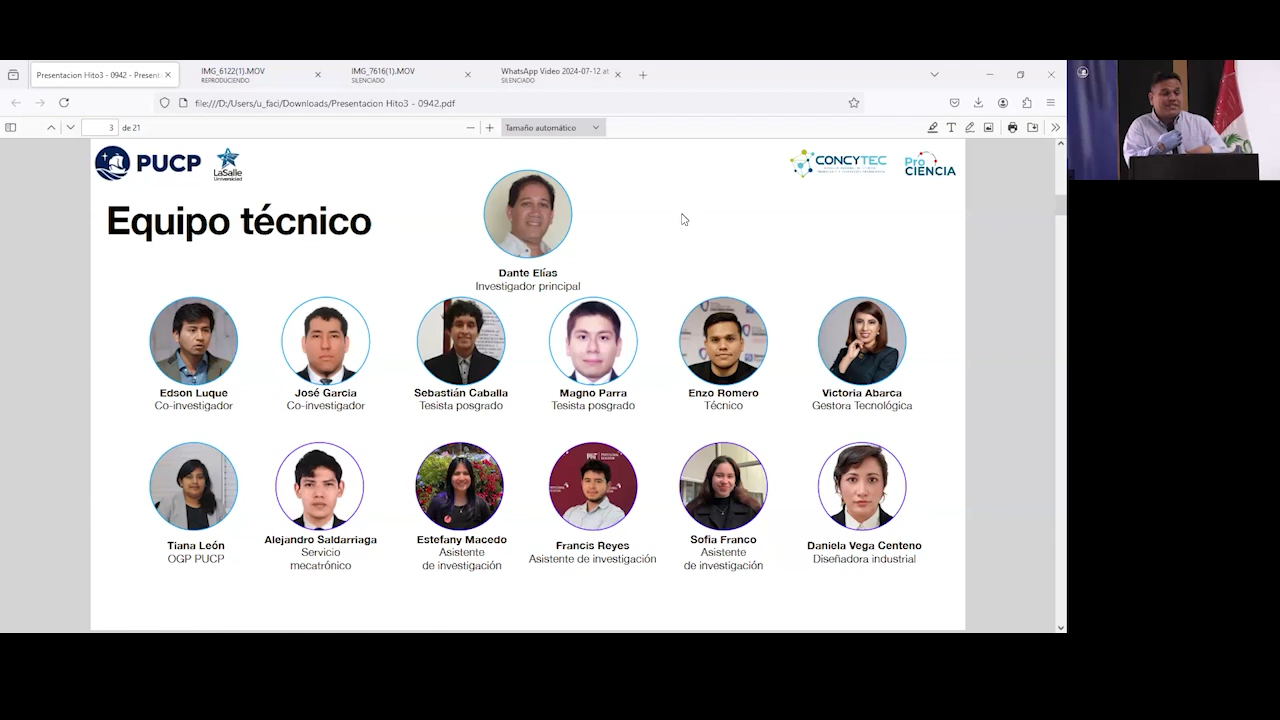 Presentacion Hito3 - 0942 - Present
IMG_6122(1).MOV
REPRODUCIENDO
IMG_7616(1).MOV
SILENCIADO
WhatsApp Video 2024-07-12 at
SILENCIADO
file:///D:/Users/u_faci/Downloads/Presentacion Hito3 - 0942.pdf
3 de 21
Tamaño automático
PUCP
LaSalle
Universidad
CONCYTEC
Pro
CIENCIA
Equipo técnico
Dante Elías
Investigador principal
Edson Luque
Co-investigador
José Garcia
Co-investigador
Sebastián Caballa
Tesista posgrado
Magno Parra
Tesista posgrado
Enzo Romero
Técnico
Victoria Abarca
Gestora Tecnológica
Tiana León
OGP PUCP
Alejandro Saldarriaga
Servicio
mecatrónico
Estefany Macedo
Asistente
de investigación
Francis Reyes
Asistente de investigación
Sofia Franco
Asistente
de investigación
Daniela Vega Centeno
Diseñadora industrial